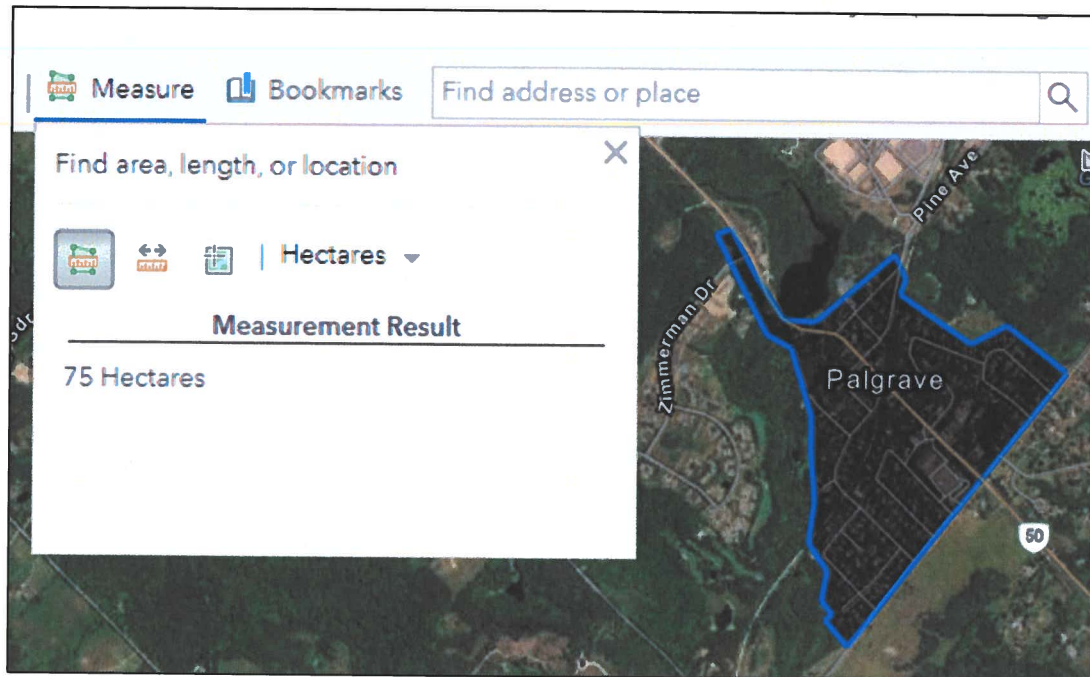 Measure
Bookmarks
Find address or place
Find area, length, or location
Hectares
Measurement Result
75 Hectares
Pine Ave
Zimmerman Dr
Palgrave
50